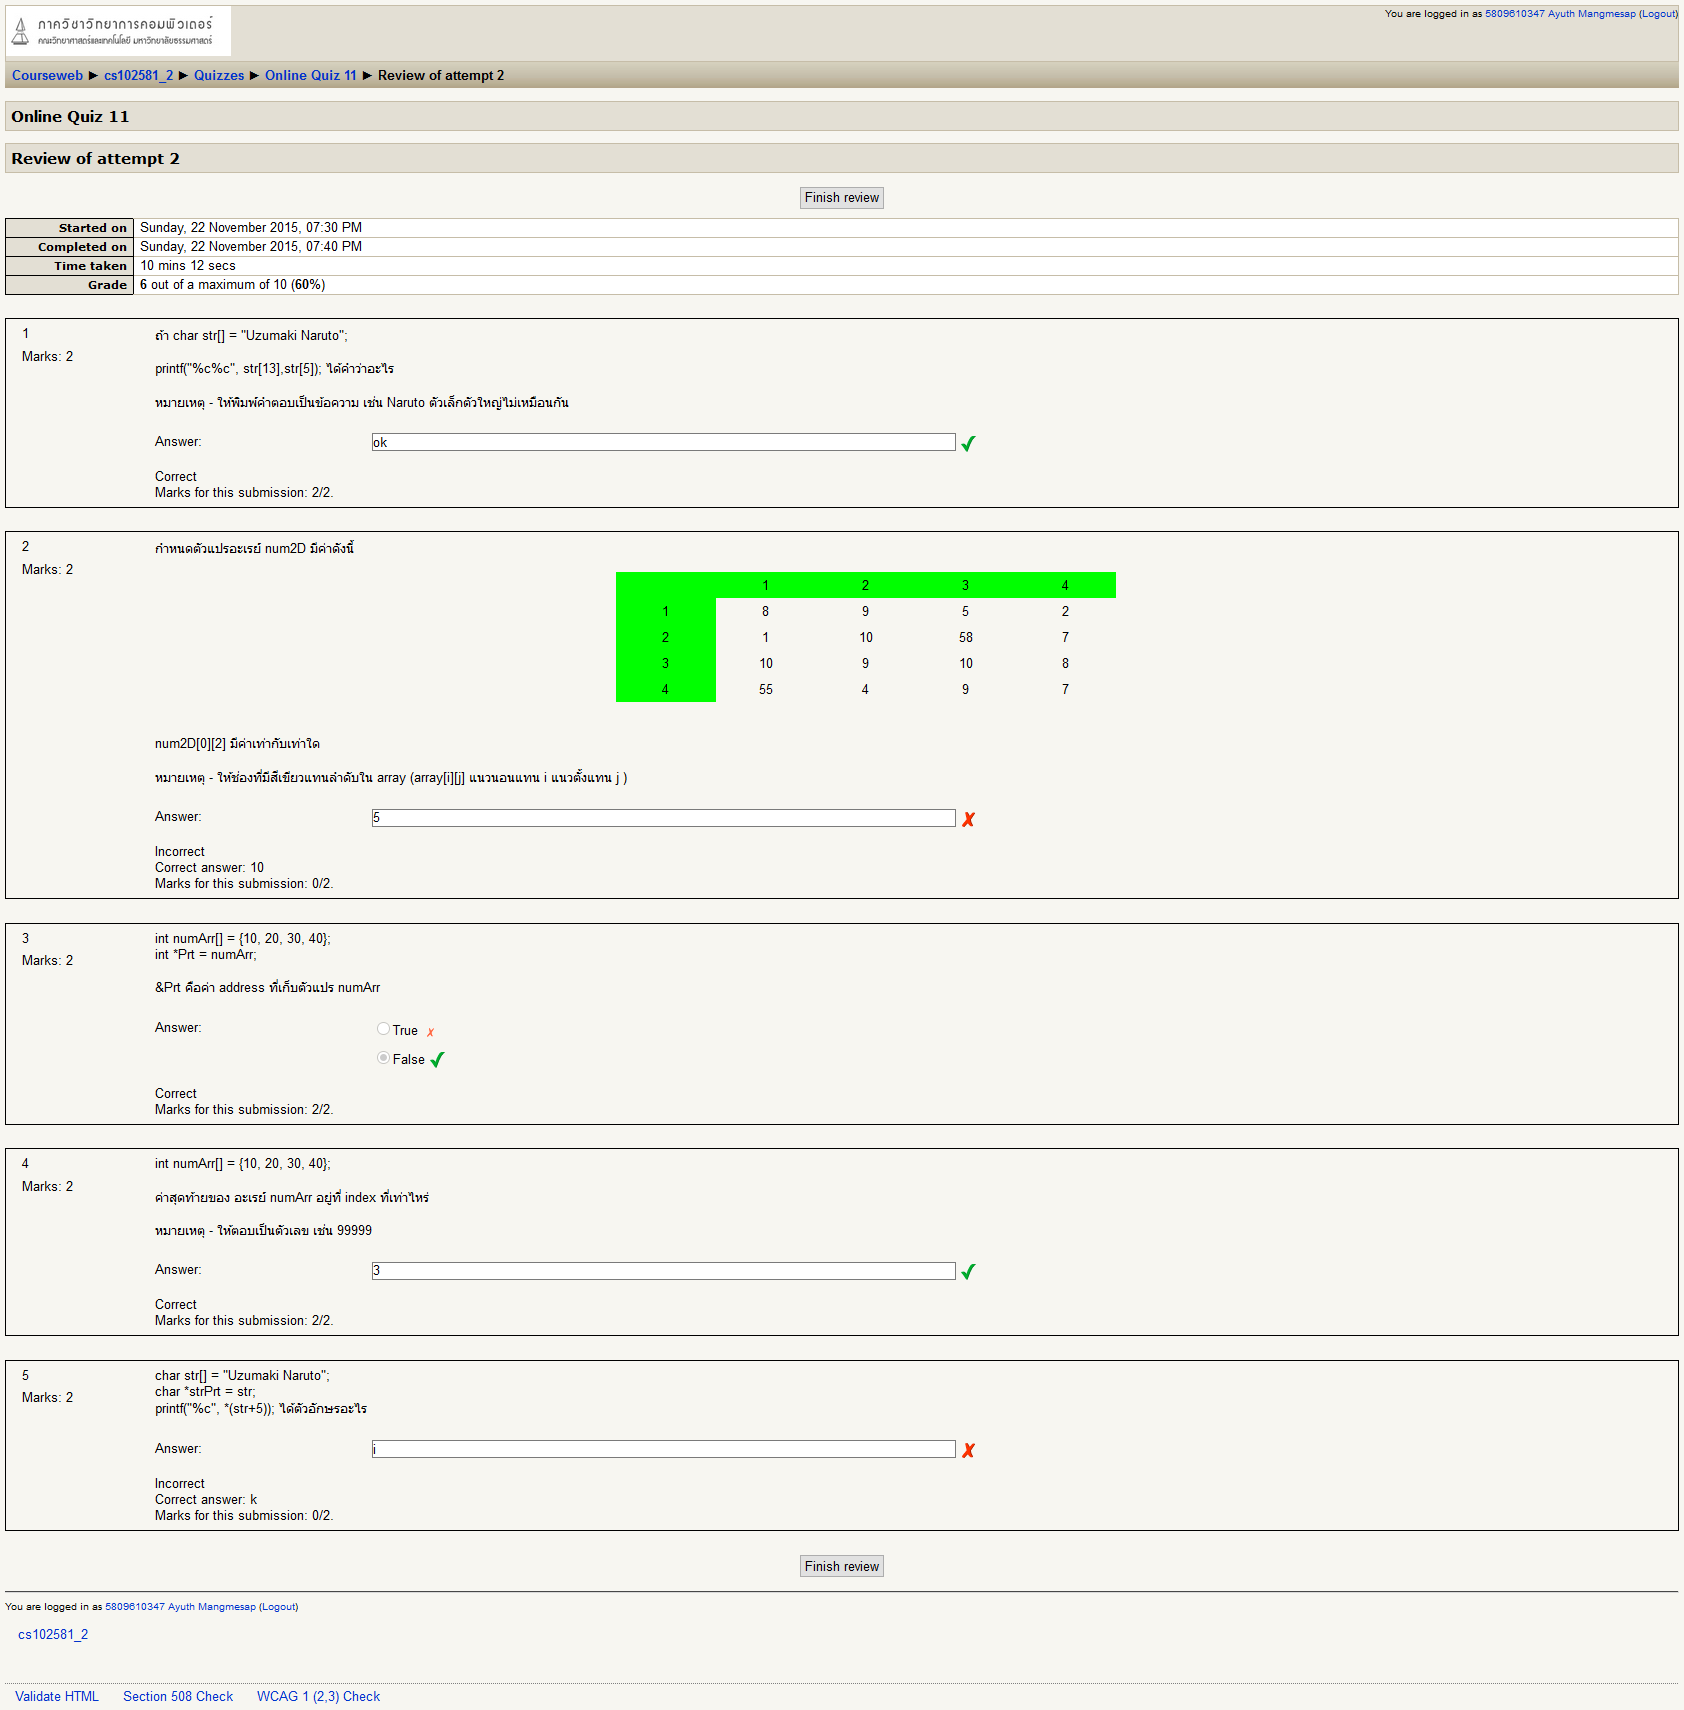 ภาควิชาวิทยาการคอมพิวเตอร์
คณะวิทยาศาสตร์และเทคโนโลยี มหาวิทยาลัยธรรมศาสตร์
You are logged in as 5809610347 Ayuth Mangmesap (Logout)
Courseweb ► cs102581_2 ► Quizzes ► Online Quiz 11 ► Review of attempt 2
Online Quiz 11
Review of attempt 2
Finish review
Started on Sunday, 22 November 2015, 07:30 PM
Completed on Sunday, 22 November 2015, 07:40 PM
Time taken 10 mins 12 secs
Grade 6 out of a maximum of 10 (60%)
1
Marks: 2
ถ้า char str[] = "Uzumaki Naruto";
printf("%c%c", str[13],str[5]); ได้คำว่าอะไร
หมายเหตุ - ให้พิมพ์คำตอบเป็นข้อความ เช่น Naruto ตัวเล็กตัวใหญ่ไม่เหมือนกัน
Answer: ok
Correct
Marks for this submission: 2/2.
2
Marks: 2
กำหนดตัวแปรอะเรย์ num2D มีค่าดังนี้
1 2 3 4
1 8 9 5 2
2 1 10 58 7
3 10 9 10 8
4 55 4 9 7
num2D[0][2] มีค่าเท่ากับเท่าใด
หมายเหตุ - ให้ช่องที่มีสีเขียวแทนลำดับใน array (array[i][j] แนวนอนแทน i แนวตั้งแทน j )
Answer: 5
Incorrect
Correct answer: 10
Marks for this submission: 0/2.
3
Marks: 2
int numArr[] = {10, 20, 30, 40};
int *Prt = numArr;
&Prt คือค่า address ที่เก็บตัวแปร numArr
Answer:
True
False
Correct
Marks for this submission: 2/2.
4
Marks: 2
int numArr[] = {10, 20, 30, 40};
ค่าสุดท้ายของ อะเรย์ numArr อยู่ที่ index ที่เท่าไหร่
หมายเหตุ - ให้ตอบเป็นตัวเลข เช่น 99999
Answer: 3
Correct
Marks for this submission: 2/2.
5
Marks: 2
char str[] = "Uzumaki Naruto";
char *strPrt = str;
printf("%c", *(str+5)); ได้ตัวอักษรอะไร
Answer: i
Incorrect
Correct answer: k
Marks for this submission: 0/2.
Finish review
You are logged in as 5809610347 Ayuth Mangmesap (Logout)
cs102581_2
Validate HTML Section 508 Check WCAG 1 (2,3) Check